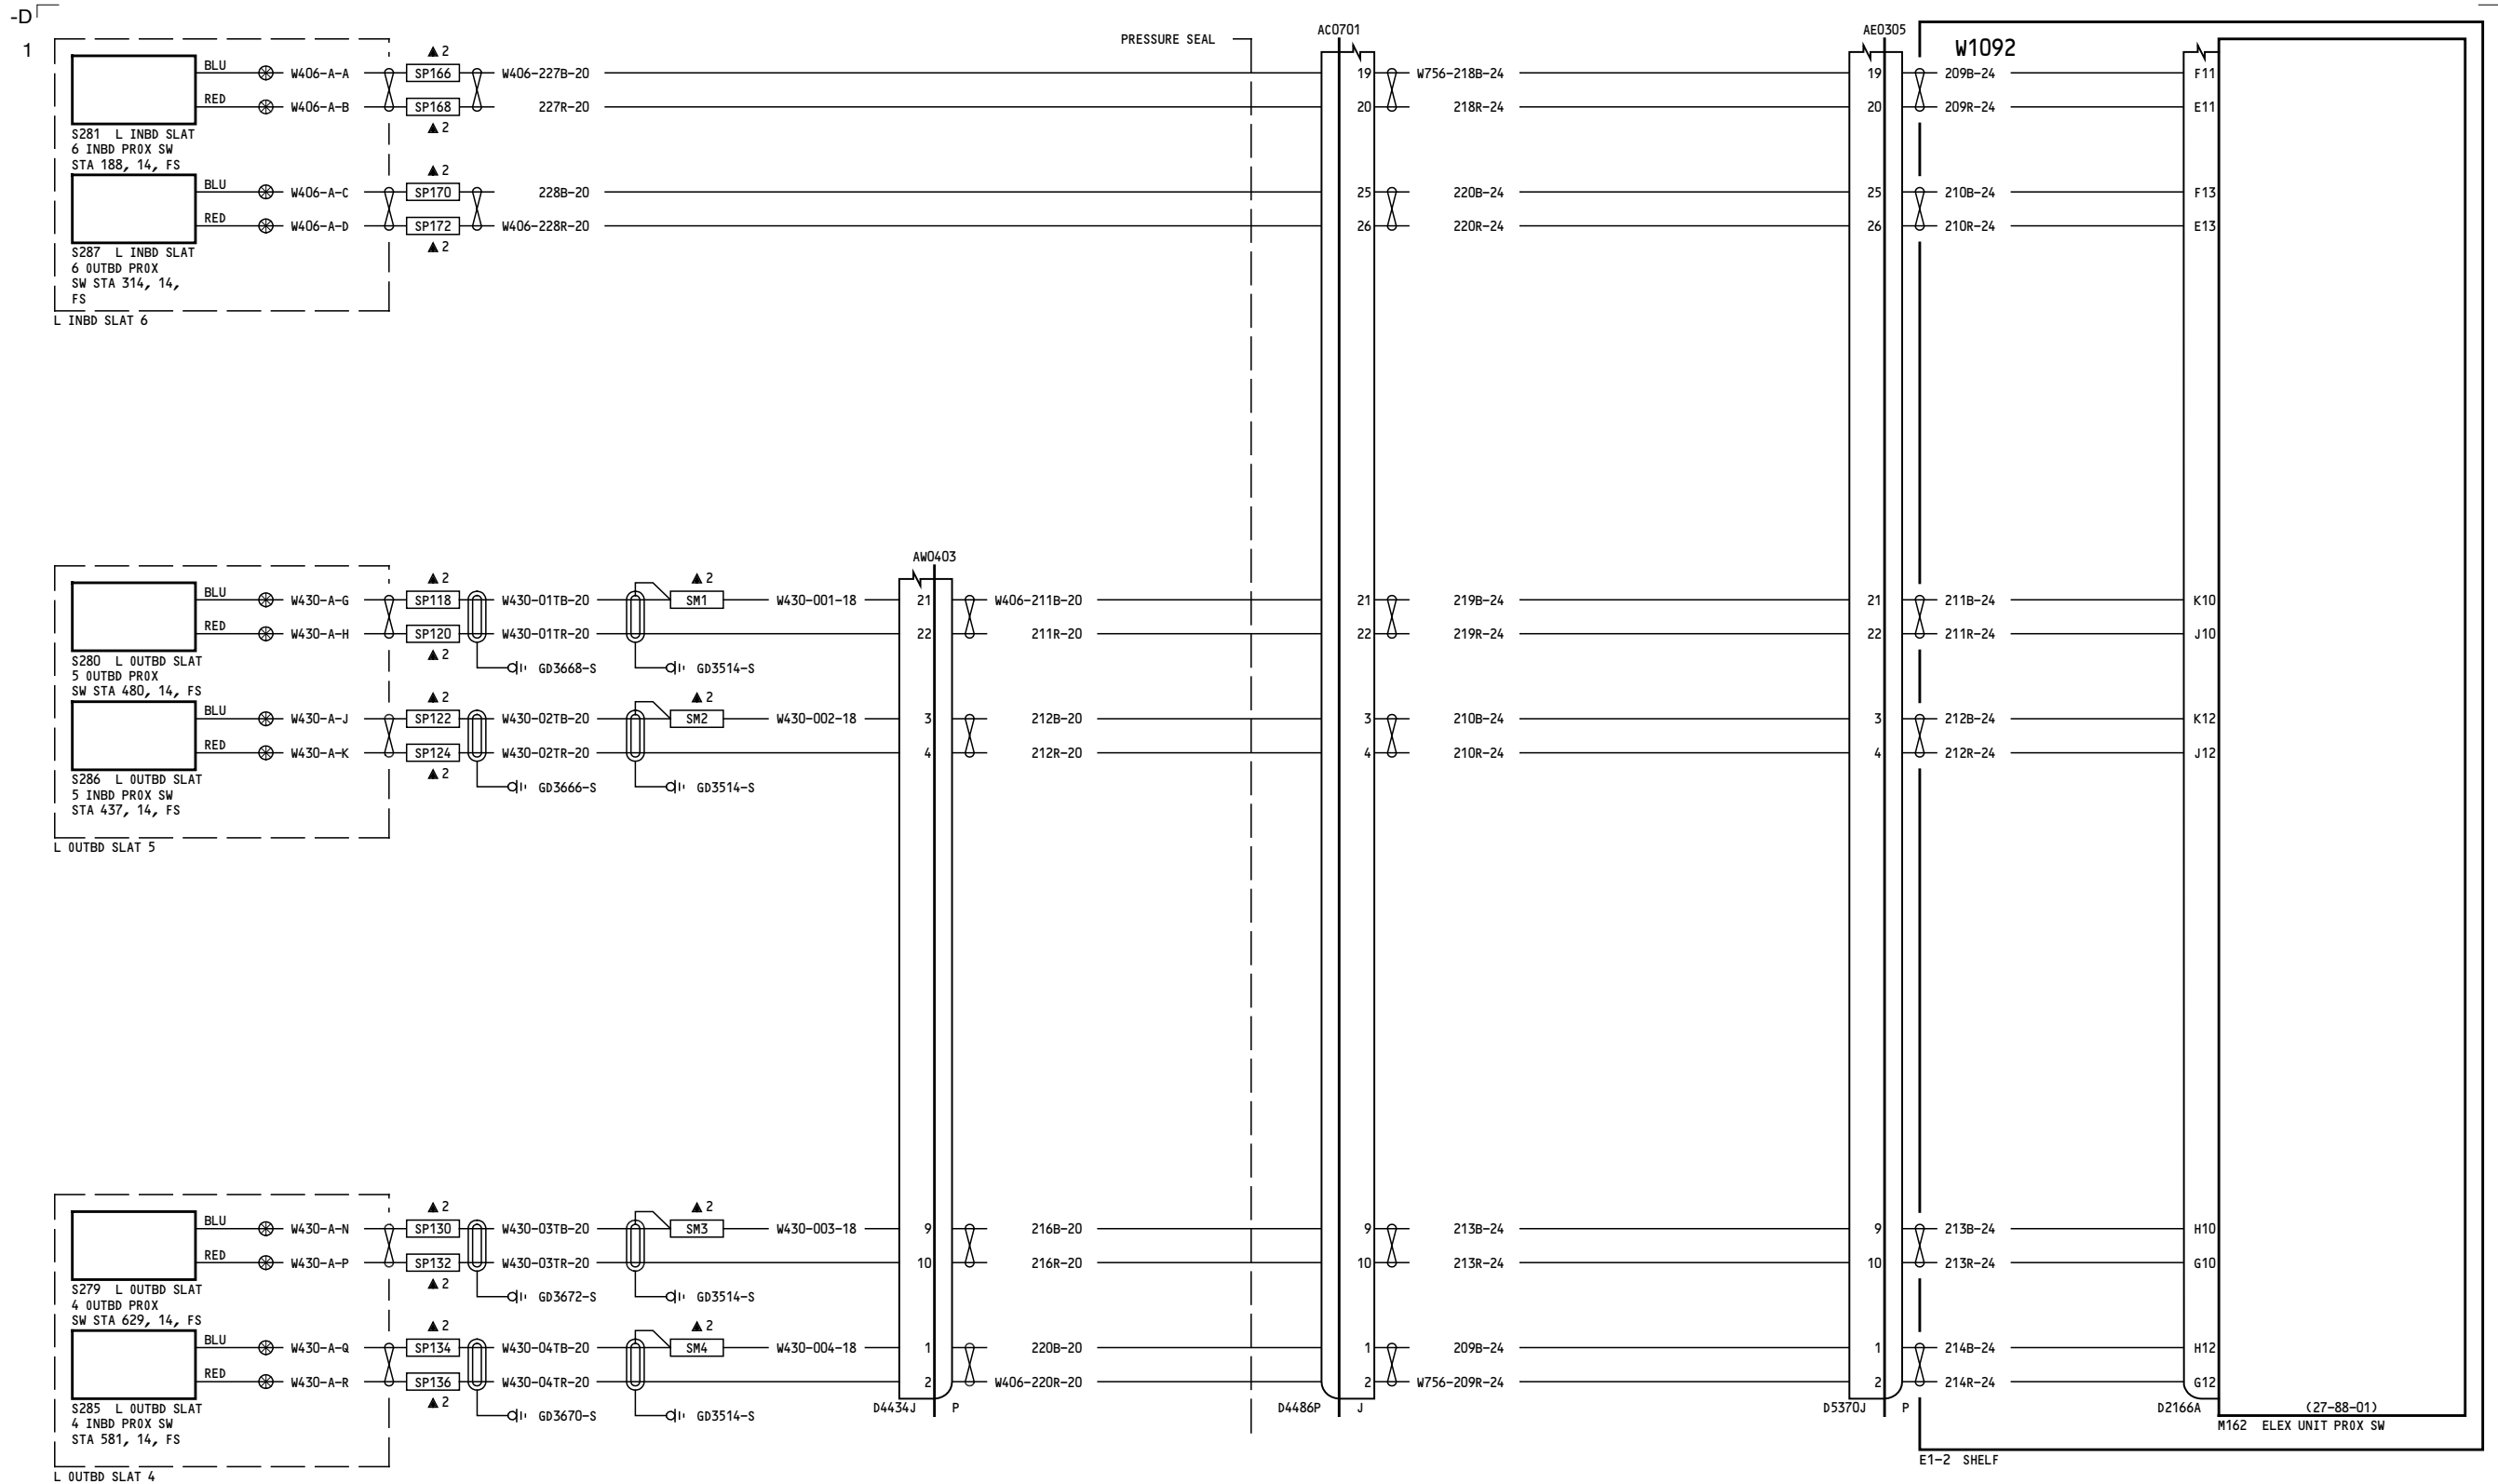 -D
1
PRESSURE SEAL
AC0701
AE0305
W1092
▲ 2
BLU W406-A-A SP166 W406-227B-20 19 W756-218B-24 19 209B-24 F11
RED W406-A-B SP168 227R-20 20 218R-24 20 209R-24 E11
▲ 2
S281 L INBD SLAT
6 INBD PROX SW
STA 188, 14, FS
▲ 2
BLU W406-A-C SP170 228B-20 25 220B-24 25 210B-24 F13
RED W406-A-D SP172 W406-228R-20 26 220R-24 26 210R-24 E13
▲ 2
S287 L INBD SLAT
6 OUTBD PROX
SW STA 314, 14,
FS
L INBD SLAT 6
AW0403
▲ 2 ▲ 2
BLU W430-A-G SP118 W430-01TB-20 SM1 W430-001-18 21 W406-211B-20 21 219B-24 21 211B-24 K10
RED W430-A-H SP120 W430-01TR-20 22 211R-20 22 219R-24 22 211R-24 J10
▲ 2
GD3668-S GD3514-S
S280 L OUTBD SLAT
5 OUTBD PROX
SW STA 480, 14, FS
▲ 2 ▲ 2
BLU W430-A-J SP122 W430-02TB-20 SM2 W430-002-18 3 212B-20 3 210B-24 3 212B-24 K12
RED W430-A-K SP124 W430-02TR-20 4 212R-20 4 210R-24 4 212R-24 J12
▲ 2
GD3666-S GD3514-S
S286 L OUTBD SLAT
5 INBD PROX SW
STA 437, 14, FS
L OUTBD SLAT 5
▲ 2 ▲ 2
BLU W430-A-N SP130 W430-03TB-20 SM3 W430-003-18 9 216B-20 9 213B-24 9 213B-24 H10
RED W430-A-P SP132 W430-03TR-20 10 216R-20 10 213R-24 10 213R-24 G10
▲ 2
GD3672-S GD3514-S
S279 L OUTBD SLAT
4 OUTBD PROX
SW STA 629, 14, FS
▲ 2 ▲ 2
BLU W430-A-Q SP134 W430-04TB-20 SM4 W430-004-18 1 220B-20 1 209B-24 1 214B-24 H12
RED W430-A-R SP136 W430-04TR-20 2 W406-220R-20 2 W756-209R-24 2 214R-24 G12
▲ 2
GD3670-S GD3514-S
S285 L OUTBD SLAT
4 INBD PROX SW
STA 581, 14, FS
L OUTBD SLAT 4
D4434J P D4486P J D5370J P D2166A (27-88-01)
M162 ELEX UNIT PROX SW
E1-2 SHELF